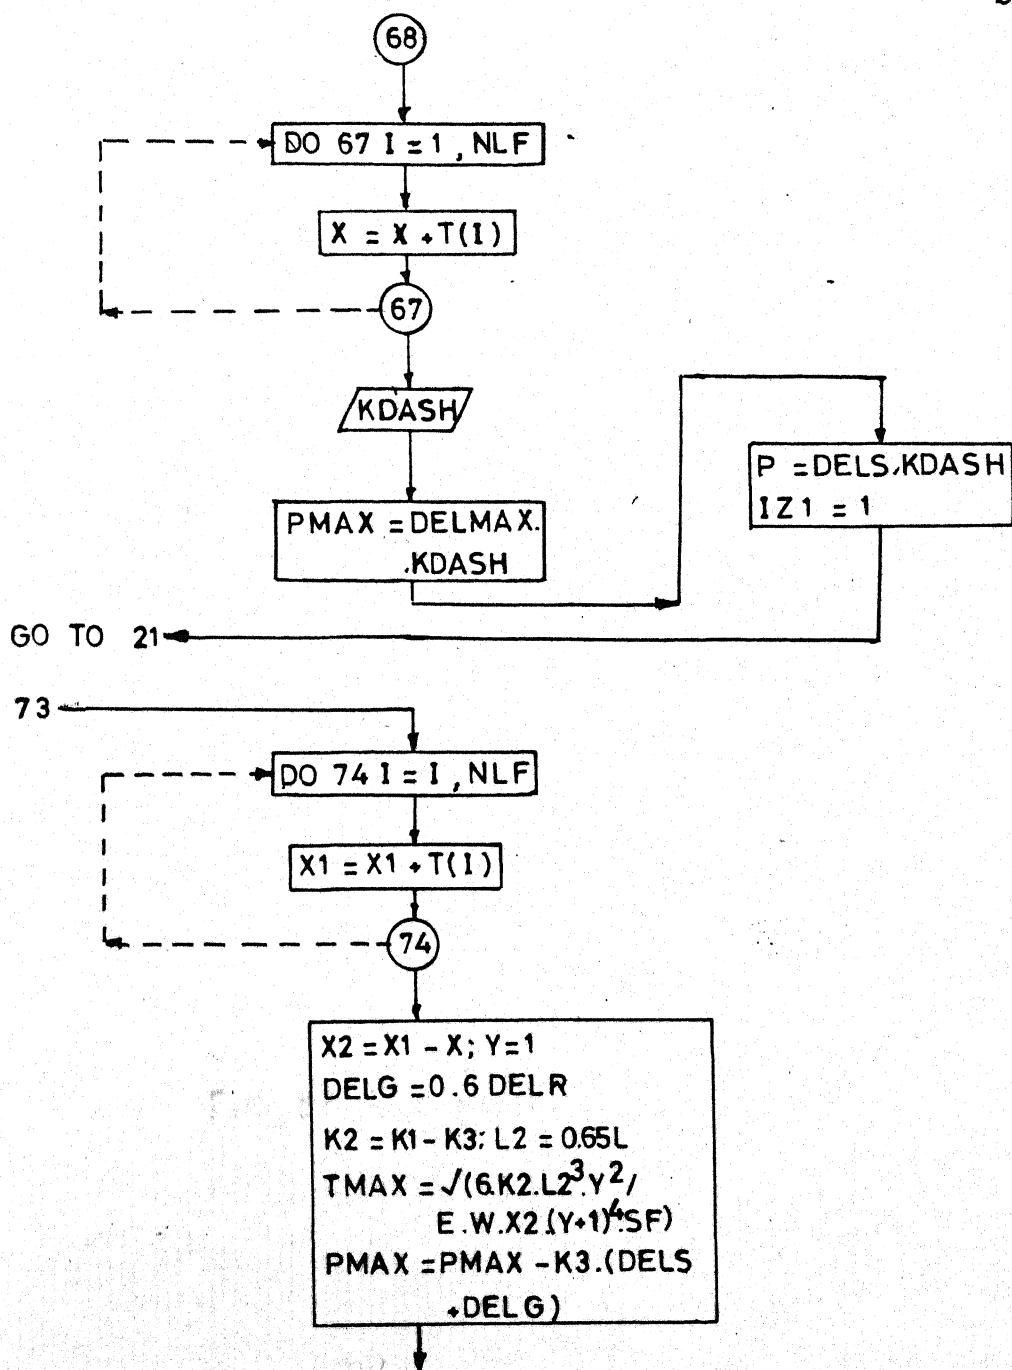 68
DO 67 I = 1 , NLF
X = X + T(I)
67
KDASH
PMAX = DELMAX.
.KDASH
P = DELS.KDASH
IZ1 = 1
GO TO 21
73
DO 74 I = I , NLF
X1 = X1 + T(I)
74
X2 = X1 - X; Y=1
DELG = 0.6 DELR
K2 = K1 - K3; L2 = 0.65L
TMAX = √(6.K2.L2³.Y²/
E.W.X2.(Y+1)⁴.SF)
PMAX = PMAX - K3.(DELS
+DELG)